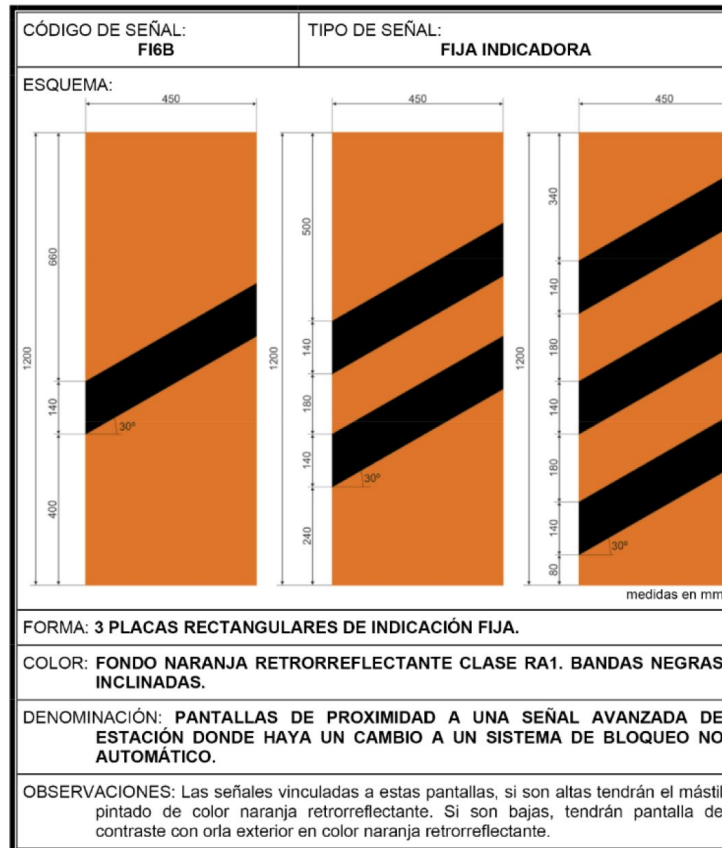 CÓDIGO DE SEÑAL:
FI6B
TIPO DE SEÑAL:
FIJA INDICADORA
ESQUEMA:
450
450
450
1200
660
140
400
30º
1200
500
140
180
140
240
30º
1200
340
140
180
140
180
140
80
30º
medidas en mm
FORMA: 3 PLACAS RECTANGULARES DE INDICACIÓN FIJA.
COLOR: FONDO NARANJA RETRORREFLECTANTE CLASE RA1. BANDAS NEGRAS
INCLINADAS.
DENOMINACIÓN: PANTALLAS DE PROXIMIDAD A UNA SEÑAL AVANZADA DE
ESTACIÓN DONDE HAYA UN CAMBIO A UN SISTEMA DE BLOQUEO NO
AUTOMÁTICO.
OBSERVACIONES: Las señales vinculadas a estas pantallas, si son altas tendrán el mástil
pintado de color naranja retrorreflectante. Si son bajas, tendrán pantalla de
contraste con orla exterior en color naranja retrorreflectante.